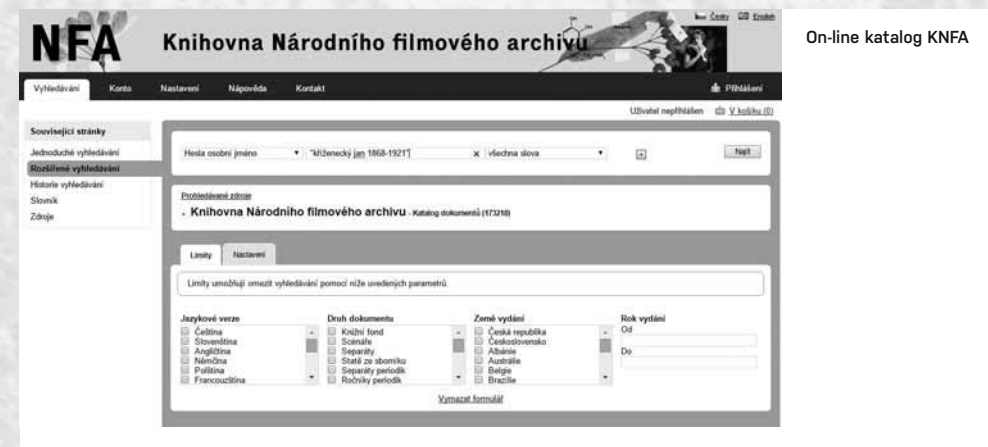 Česky English
NFA Knihovna Národního filmového archivu
On-line katalog KNFA
Vyhledávání Konto Nastavení Nápověda Kontakt Přihlášení
Uživatel nepřihlášen V košíku (0)
Související stránky
Jednoduché vyhledávání
Rozšířené vyhledávání
Historie vyhledávání
Slovník
Zdroje
Hesla osobní jméno "kříženecký jan 1868-1921" všechna slova Najít
Prohledávané zdroje
Knihovna Národního filmového archivu - Katalog dokumentů (173210)
Limity Nastavení
Limity umožňují omezit vyhledávání pomocí níže uvedených parametrů.
Jazykové verze Druh dokumentu Země vydání Rok vydání
Čeština Knižní fond Česká republika Od
Slovenština Scénáře Československo
Angličtina Separáty Albánie Do
Němčina Statě ze sborníku Austrálie
Polština Separáty periodik Belgie
Francouzština Ročníky periodik Brazílie
Vymazat formulář